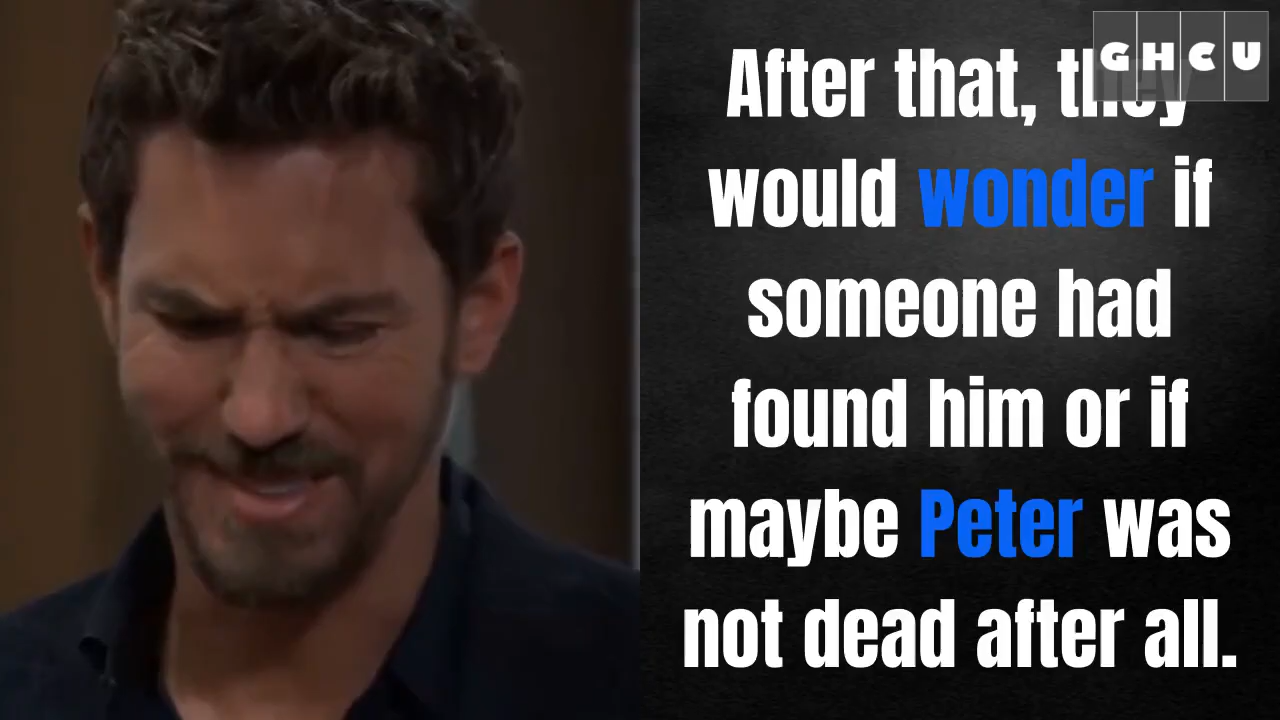 GHCU
After that, they
would wonder if
someone had
found him or if
maybe Peter was
not dead after all.